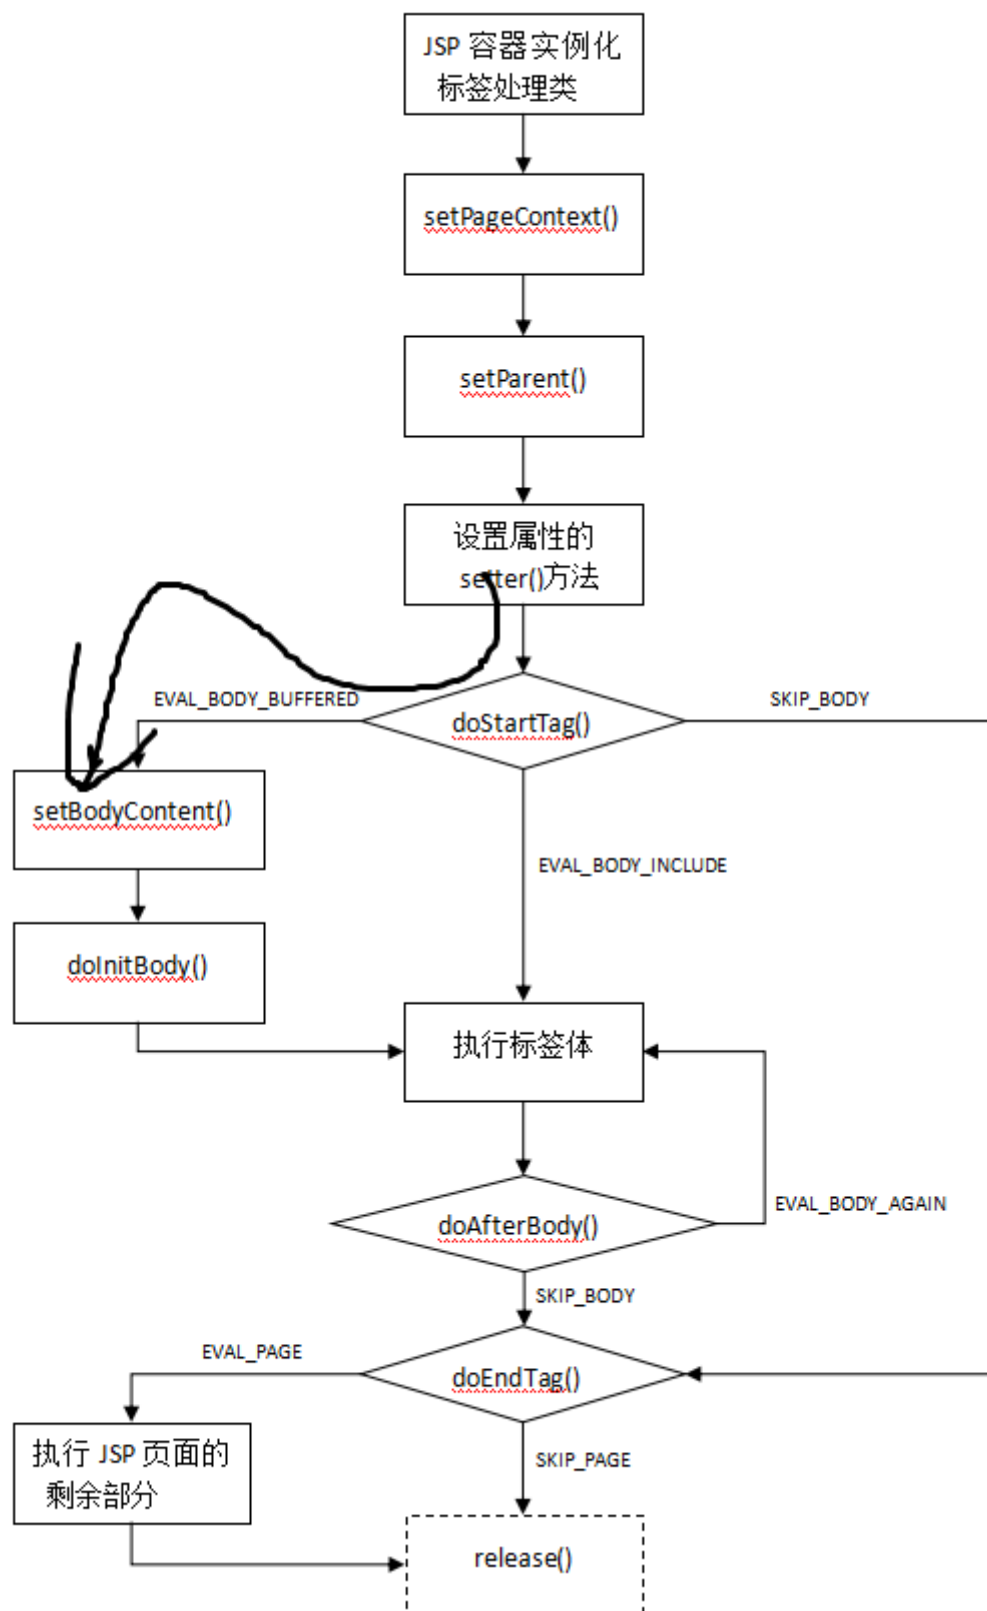 JSP 容器实例化
标签处理类
setPageContext()
setParent()
设置属性的
setter()方法
EVAL_BODY_BUFFERED
doStartTag()
SKIP_BODY
setBodyContent()
EVAL_BODY_INCLUDE
doInitBody()
执行标签体
EVAL_BODY_AGAIN
doAfterBody()
SKIP_BODY
EVAL_PAGE
doEndTag()
执行 JSP 页面的
剩余部分
SKIP_PAGE
release()